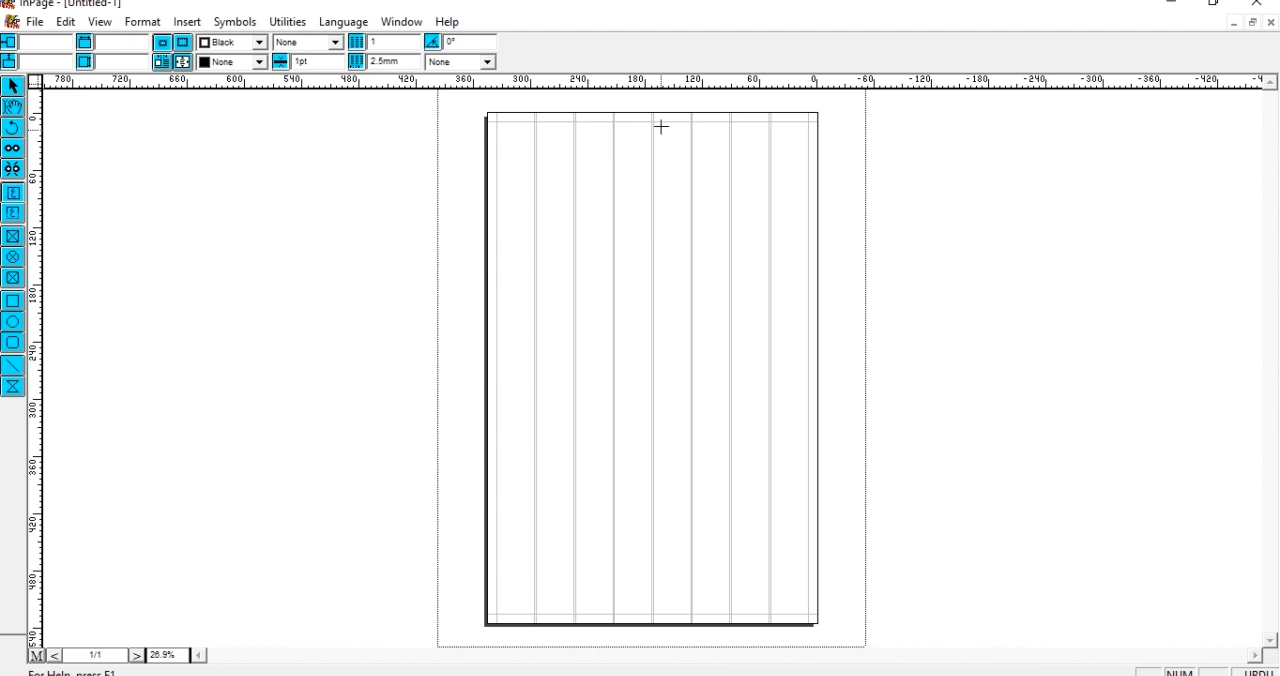 InPage - [Untitled-1]
File Edit View Format Insert Symbols Utilities Language Window Help
Black None 1 0°
None 1pt 2.5mm None
780 720 660 600 540 480 420 360 300 240 180 120 60 0 -60 -120 -180 -240 -300 -360 -420 -4
0
60
120
180
240
300
360
420
480
540
M < 1/1 > 26.9%
For Help, press F1 NUM URDU